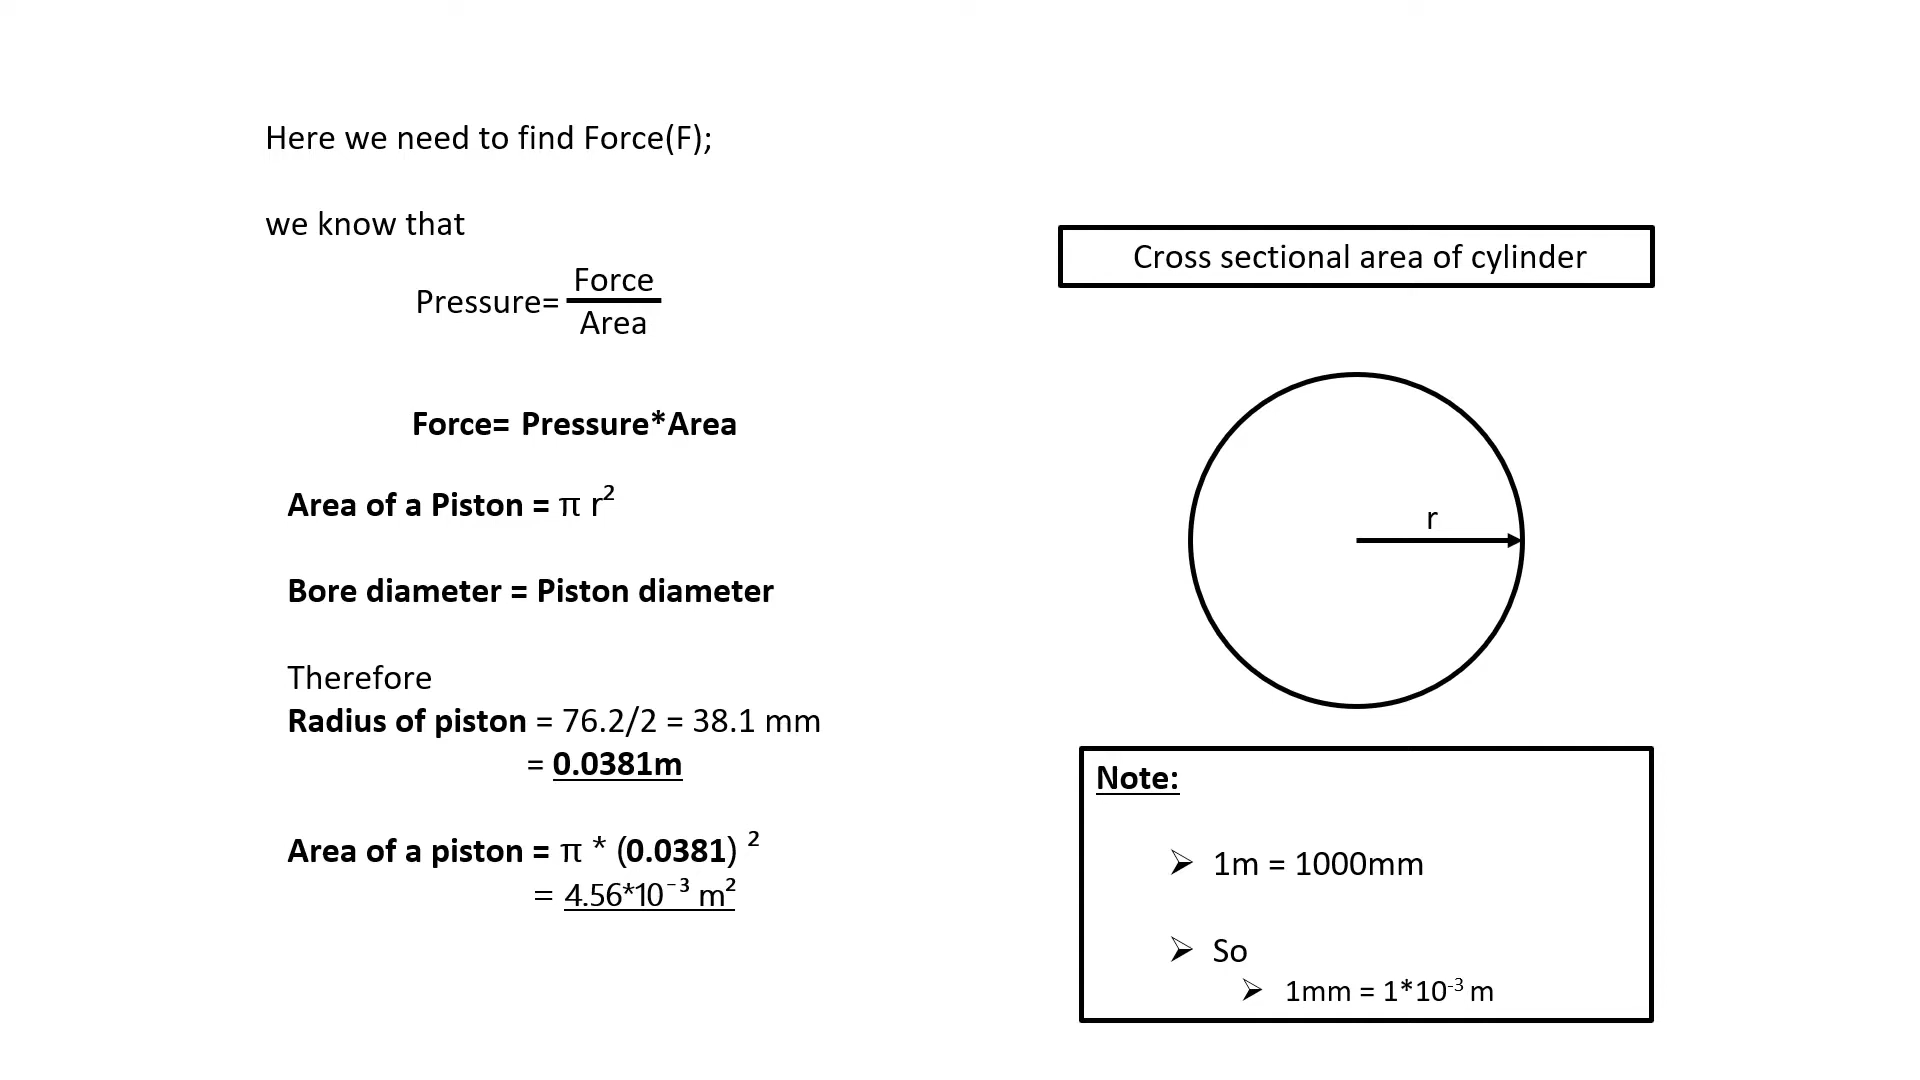 Here we need to find Force(F);
we know that
Pressure= Force
Area
Force= Pressure*Area
Area of a Piston = π r²
Bore diameter = Piston diameter
Therefore
Radius of piston = 76.2/2 = 38.1 mm
= 0.0381m
Area of a piston = π * (0.0381) ²
= 4.56*10⁻³ m²
Cross sectional area of cylinder
r
Note:
➢ 1m = 1000mm
➢ So
➢ 1mm = 1*10⁻³ m